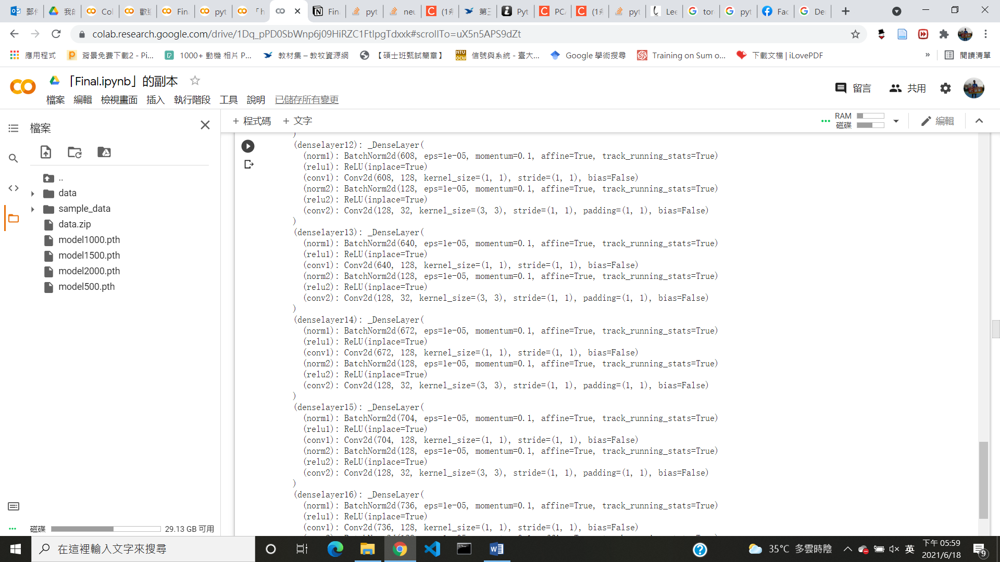 郵件
我的
Col
歡迎
Fin
pyt
「h
Fin
pyt
neu
(1条
第三
Pyt
PCA
(1条
pyt
Lee
tor
pyt
Fac
De
colab.research.google.com/drive/1Dq_pPD0SbWnp6j09HiRZC1FtlpgTdxxk#scrollTo=uX5n5APS9dZt
應用程式
背景免費下載2 - Pi...
1000+ 動機 相片 P...
教材集 – 教牧資源網
【碩士班甄試簡章】
信號與系統 - 臺大...
Google 學術搜尋
Training on Sum o...
下載文檔 | iLovePDF
»
閱讀清單
「Final.ipynb」的副本
留言
共用
檔案 編輯 檢視畫面 插入 執行階段 工具 說明 已儲存所有變更
檔案
+ 程式碼 + 文字
RAM
磁碟
編輯
..
data
sample_data
data.zip
model1000.pth
model1500.pth
model2000.pth
model500.pth
)
(denselayer12): _DenseLayer(
(norm1): BatchNorm2d(608, eps=1e-05, momentum=0.1, affine=True, track_running_stats=True)
(relu1): ReLU(inplace=True)
(conv1): Conv2d(608, 128, kernel_size=(1, 1), stride=(1, 1), bias=False)
(norm2): BatchNorm2d(128, eps=1e-05, momentum=0.1, affine=True, track_running_stats=True)
(relu2): ReLU(inplace=True)
(conv2): Conv2d(128, 32, kernel_size=(3, 3), stride=(1, 1), padding=(1, 1), bias=False)
)
(denselayer13): _DenseLayer(
(norm1): BatchNorm2d(640, eps=1e-05, momentum=0.1, affine=True, track_running_stats=True)
(relu1): ReLU(inplace=True)
(conv1): Conv2d(640, 128, kernel_size=(1, 1), stride=(1, 1), bias=False)
(norm2): BatchNorm2d(128, eps=1e-05, momentum=0.1, affine=True, track_running_stats=True)
(relu2): ReLU(inplace=True)
(conv2): Conv2d(128, 32, kernel_size=(3, 3), stride=(1, 1), padding=(1, 1), bias=False)
)
(denselayer14): _DenseLayer(
(norm1): BatchNorm2d(672, eps=1e-05, momentum=0.1, affine=True, track_running_stats=True)
(relu1): ReLU(inplace=True)
(conv1): Conv2d(672, 128, kernel_size=(1, 1), stride=(1, 1), bias=False)
(norm2): BatchNorm2d(128, eps=1e-05, momentum=0.1, affine=True, track_running_stats=True)
(relu2): ReLU(inplace=True)
(conv2): Conv2d(128, 32, kernel_size=(3, 3), stride=(1, 1), padding=(1, 1), bias=False)
)
(denselayer15): _DenseLayer(
(norm1): BatchNorm2d(704, eps=1e-05, momentum=0.1, affine=True, track_running_stats=True)
(relu1): ReLU(inplace=True)
(conv1): Conv2d(704, 128, kernel_size=(1, 1), stride=(1, 1), bias=False)
(norm2): BatchNorm2d(128, eps=1e-05, momentum=0.1, affine=True, track_running_stats=True)
(relu2): ReLU(inplace=True)
(conv2): Conv2d(128, 32, kernel_size=(3, 3), stride=(1, 1), padding=(1, 1), bias=False)
)
(denselayer16): _DenseLayer(
(norm1): BatchNorm2d(736, eps=1e-05, momentum=0.1, affine=True, track_running_stats=True)
(relu1): ReLU(inplace=True)
(conv1): Conv2d(736, 128, kernel_size=(1, 1), stride=(1, 1), bias=False)
磁碟
29.13 GB 可用
在這裡輸入文字來搜尋
35°C 多雲時陰
英
下午 05:59
2021/6/18
9